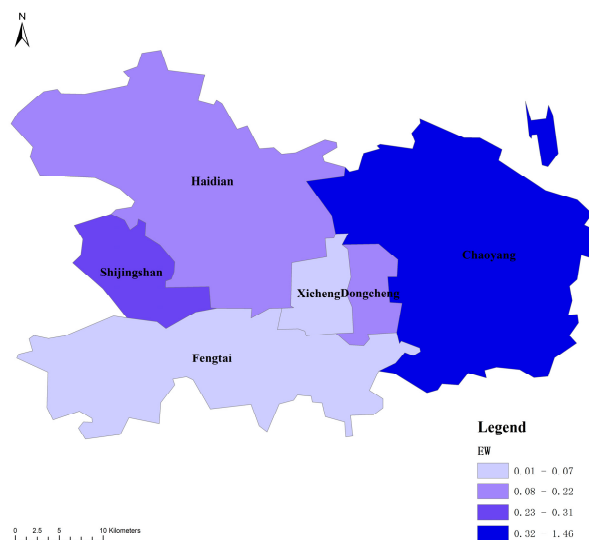 N
Haidian
Chaoyang
Shijingshan
XichengDongcheng
Fengtai
Legend
EW
0.01 - 0.07
0.08 - 0.22
0.23 - 0.31
0.32 1.46
0 2.5 5 10 Kilometers